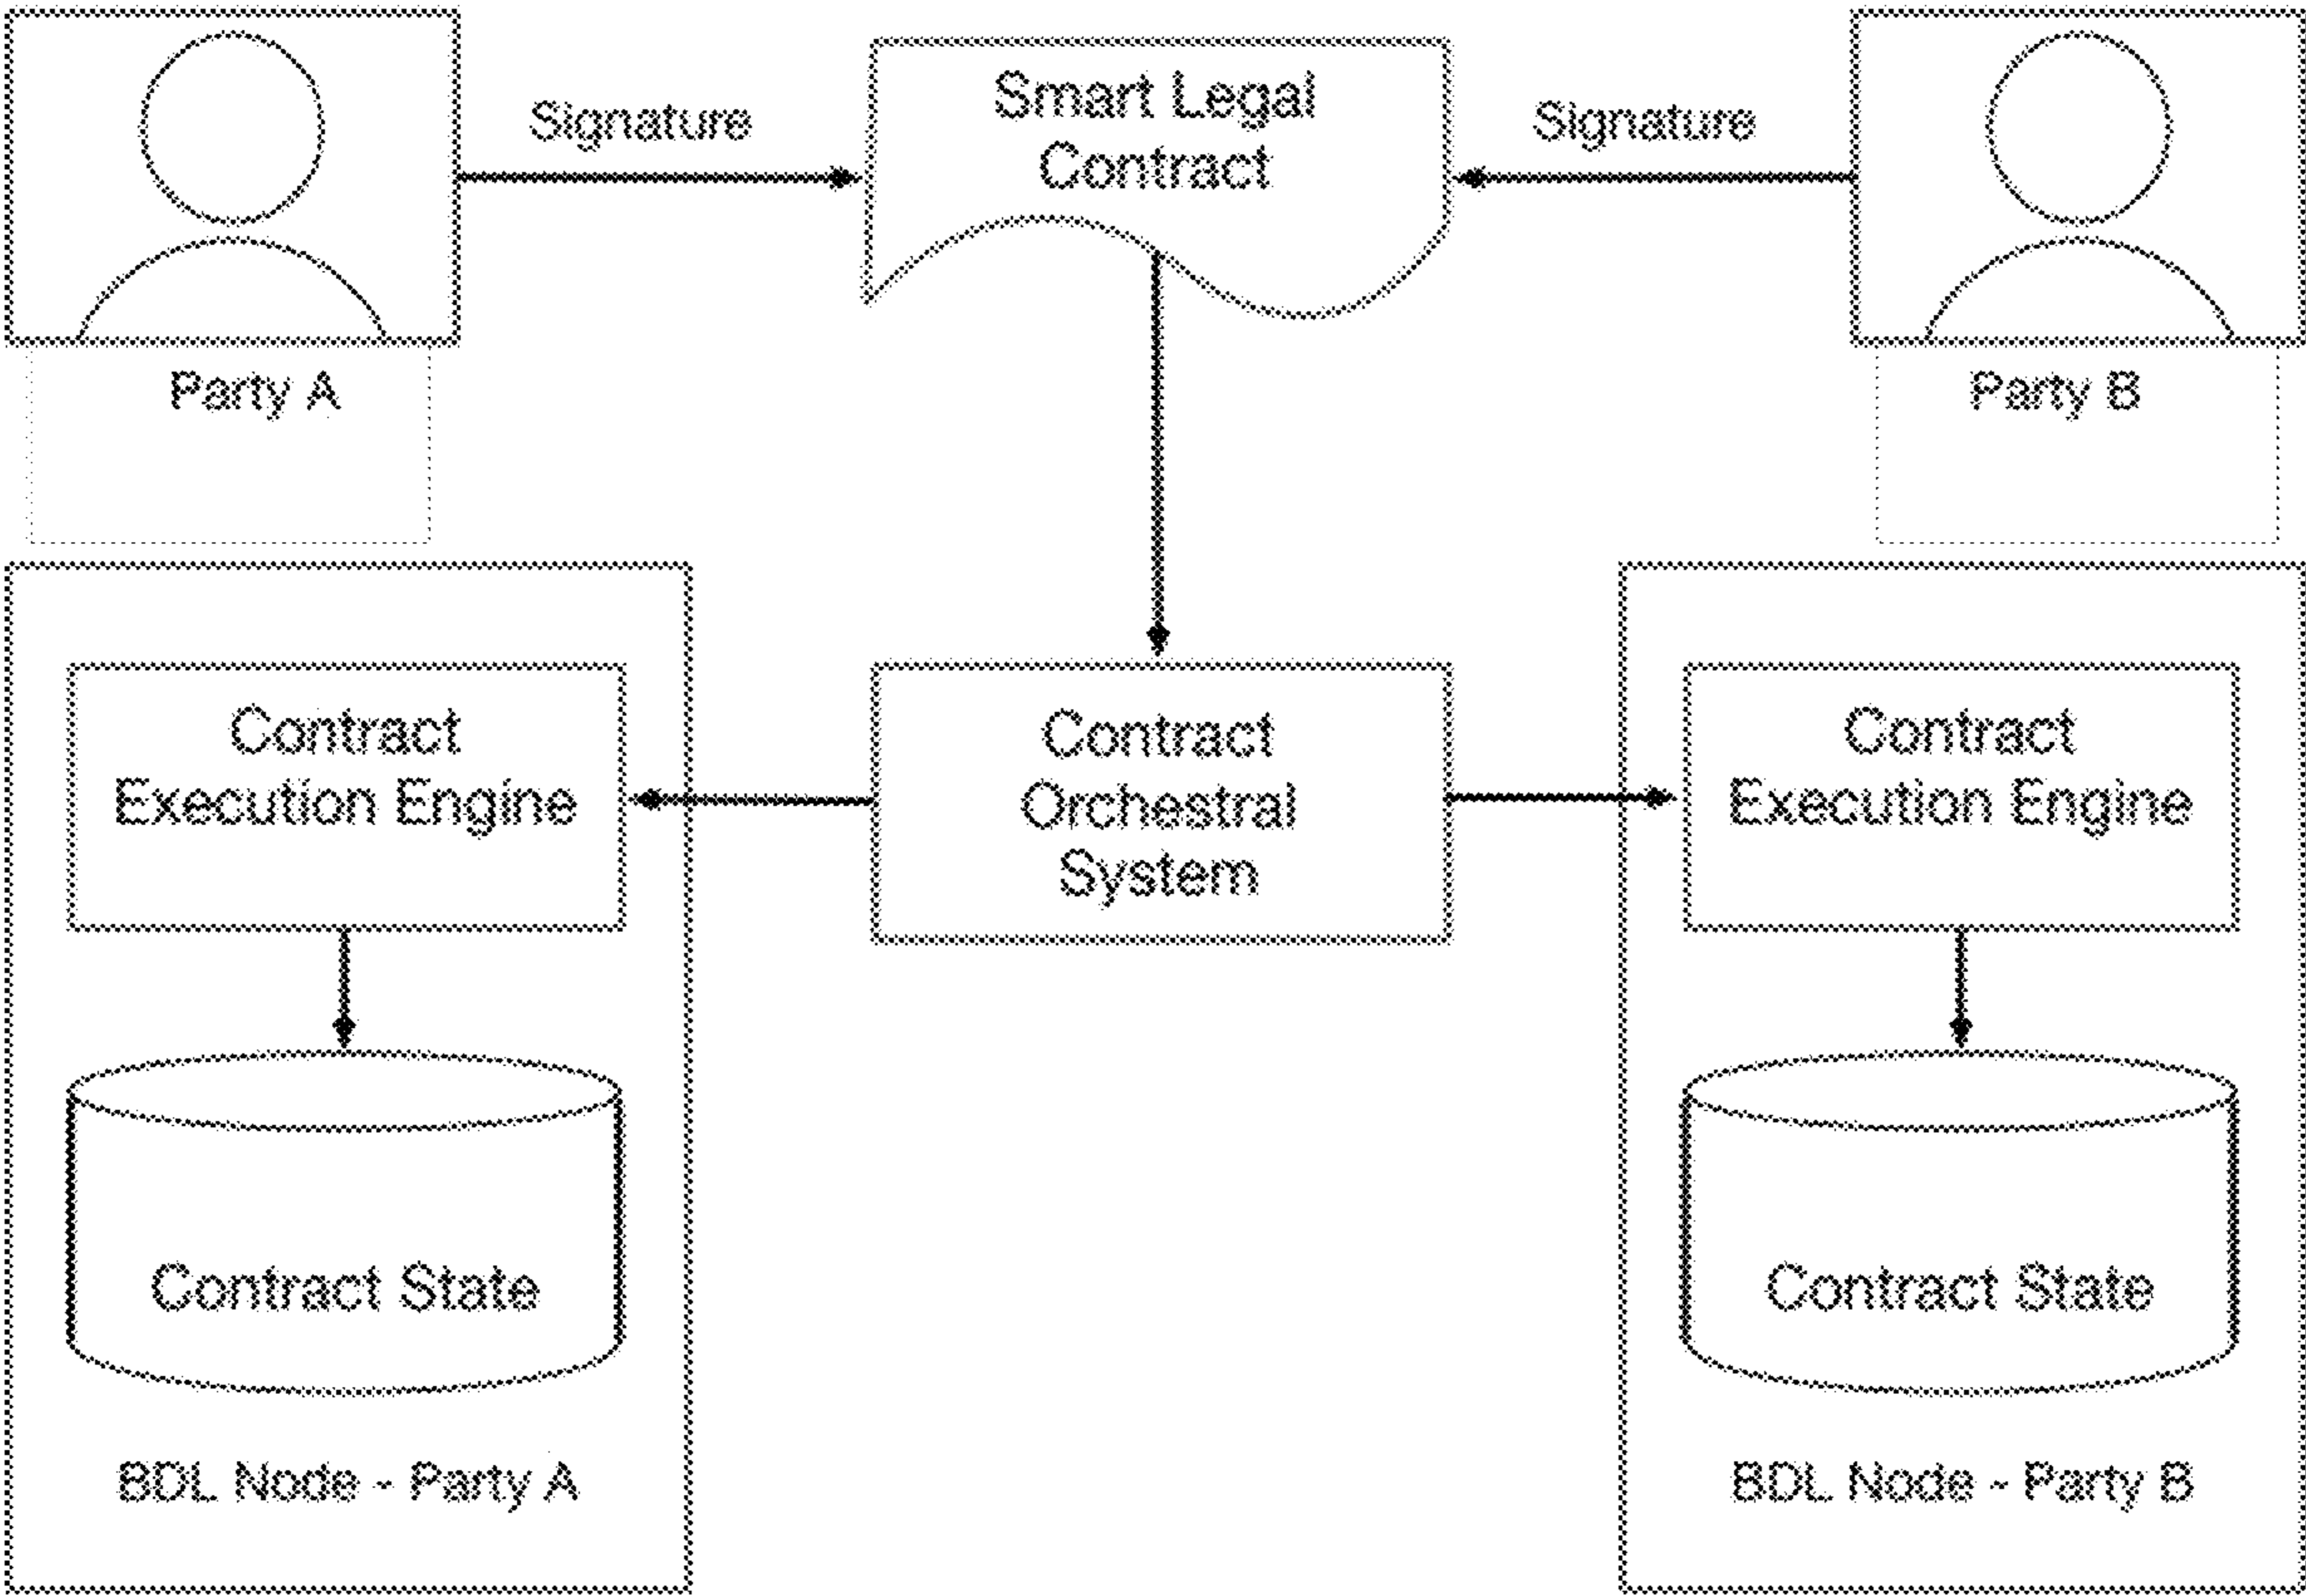 Signature
Smart Legal
Contract
Signature
Party A
Party B
Contract
Execution Engine
Contract
Orchestral
System
Contract
Execution Engine
Contract State
Contract State
BDL Node - Party A
BDL Node - Party B